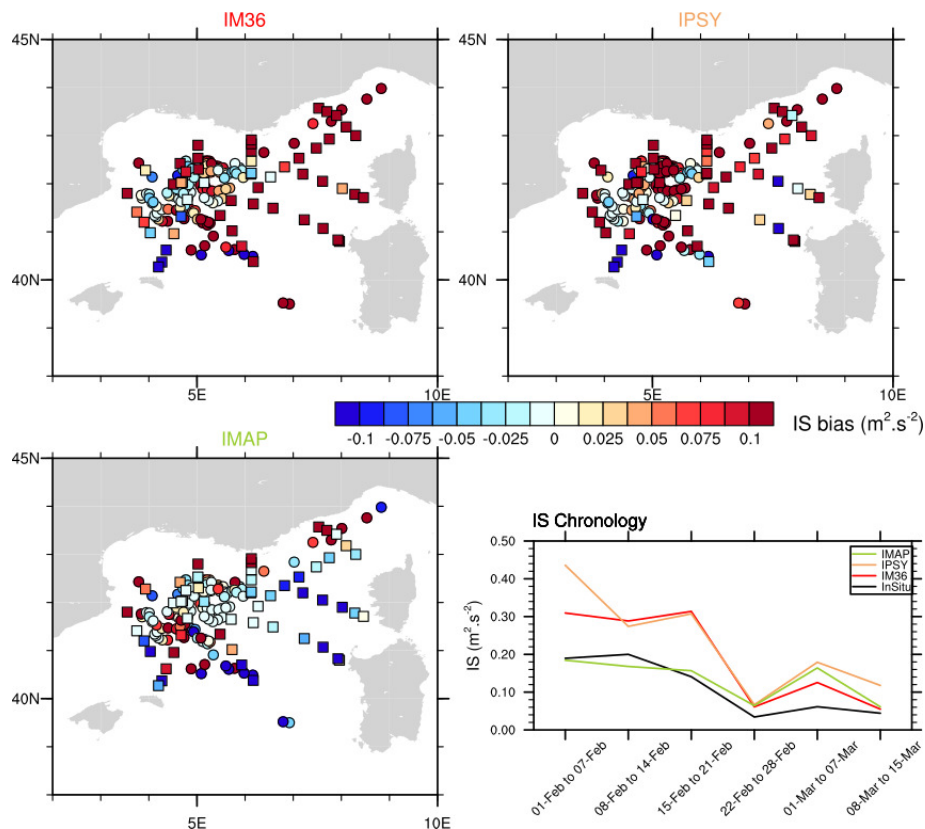 IM36
IPSY
45N
45N
40N
40N
5E
10E
5E
10E
-0.1 -0.075 -0.05 -0.025 0 0.025 0.05 0.075 0.1
IS bias (m².s⁻²)
IMAP
45N
40N
5E
10E
IS Chronology
IS (m².s⁻²)
0.50
0.40
0.30
0.20
0.10
0.00
IMAP
IPSY
IM36
InSitu
01-Feb to 07-Feb
08-Feb to 14-Feb
15-Feb to 21-Feb
22-Feb to 28-Feb
01-Mar to 07-Mar
08-Mar to 15-Mar